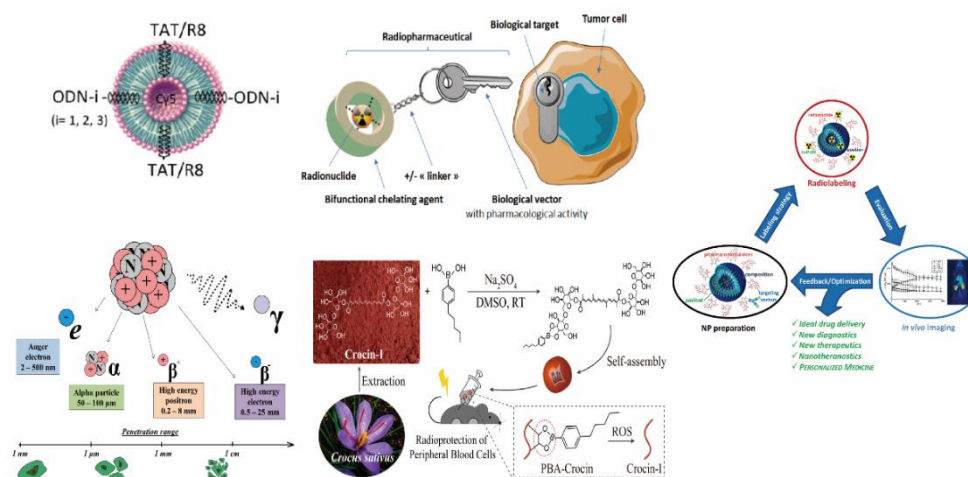 TAT/R8
ODN-i
Cy5
-ODN-i
(i= 1, 2, 3)
TAT/R8
Radiopharmaceutical
Biological target
Tumor cell
Radionuclide
+/- « linker »
Biological vector
with pharmacological activity
Bifunctional chelating agent
Radiolabeling
Labeling strategy
Evaluation
Feedback/Optimization
composition
payload
targeting
NP preparation
In vivo imaging
✓ Ideal drug delivery
✓ New diagnostics
✓ New therapeutics
✓ Nanotheranostics
✓ PERSONALIZED MEDICINE
N
+
γ
e
Auger
electron
2 – 500 nm
α
Alpha particle
50 – 100 µm
β+
High energy
positron
0.2 – 8 mm
β-
High energy
electron
0.5 – 25 mm
Penetration range
1 nm
1 µm
1 mm
1 cm
Crocin-I
+
Na₂SO₄
DMSO, RT
Self-assembly
Extraction
Crocus sativus
Radioprotection of
Peripheral Blood Cells
ROS
PBA-Crocin
Crocin-I